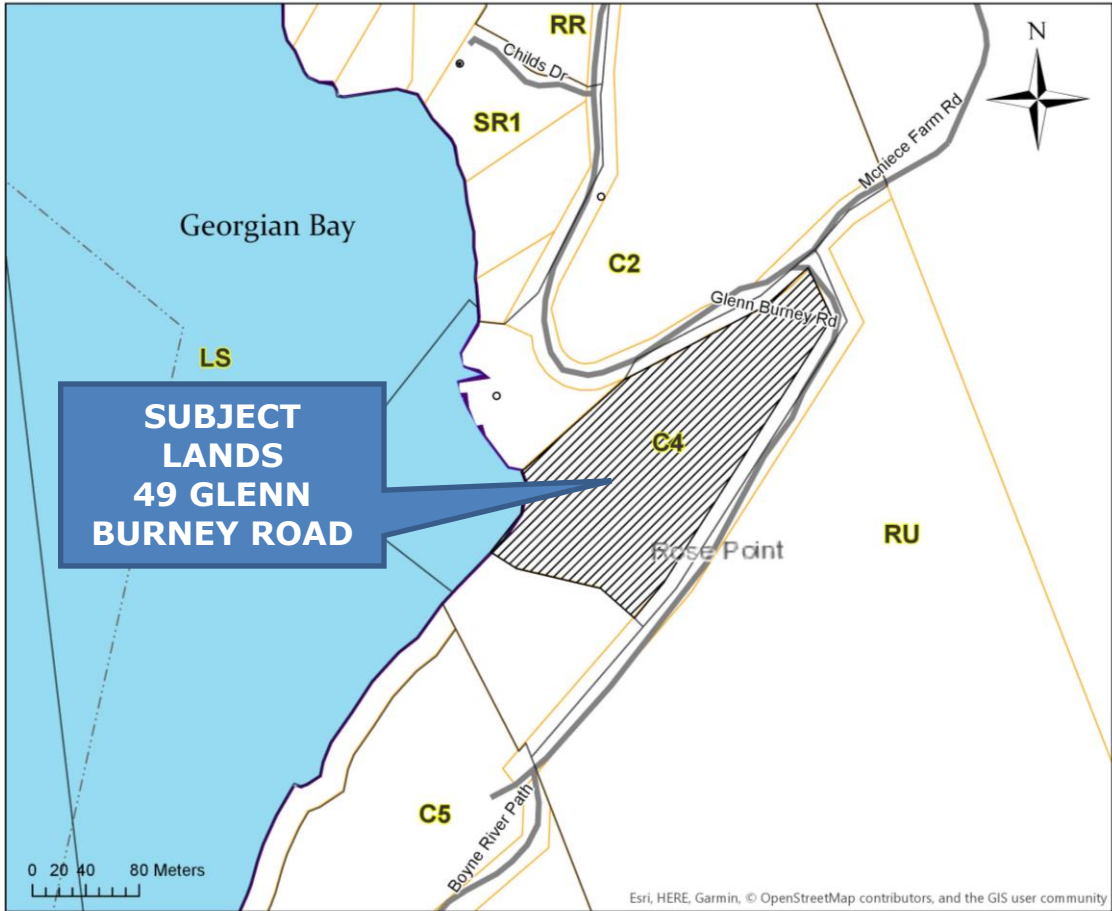 RR
N
Childs Dr
SR1
Mcniece Farm Rd
Georgian Bay
C2
Glenn Burney Rd
LS
SUBJECT
LANDS
49 GLENN
BURNEY ROAD
C4
Rose Point
RU
C5
Boyne River Path
0 20 40 80 Meters
Esri, HERE, Garmin, © OpenStreetMap contributors, and the GIS user community